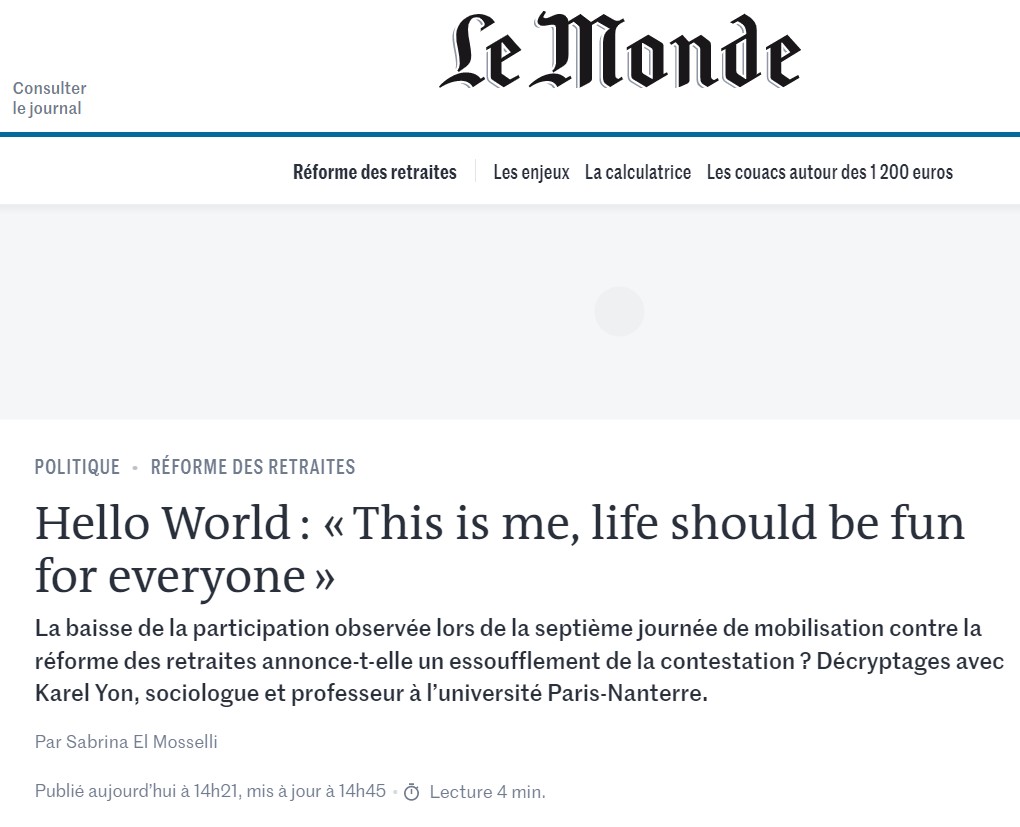 Le Monde
Consulter
le journal
Réforme des retraites Les enjeux La calculatrice Les couacs autour des 1 200 euros
POLITIQUE • RÉFORME DES RETRAITES
Hello World : « This is me, life should be fun
for everyone »
La baisse de la participation observée lors de la septième journée de mobilisation contre la
réforme des retraites annonce-t-elle un essoufflement de la contestation ? Décryptages avec
Karel Yon, sociologue et professeur à l’université Paris-Nanterre.
Par Sabrina El Mosselli
Publié aujourd’hui à 14h21, mis à jour à 14h45 • Lecture 4 min.